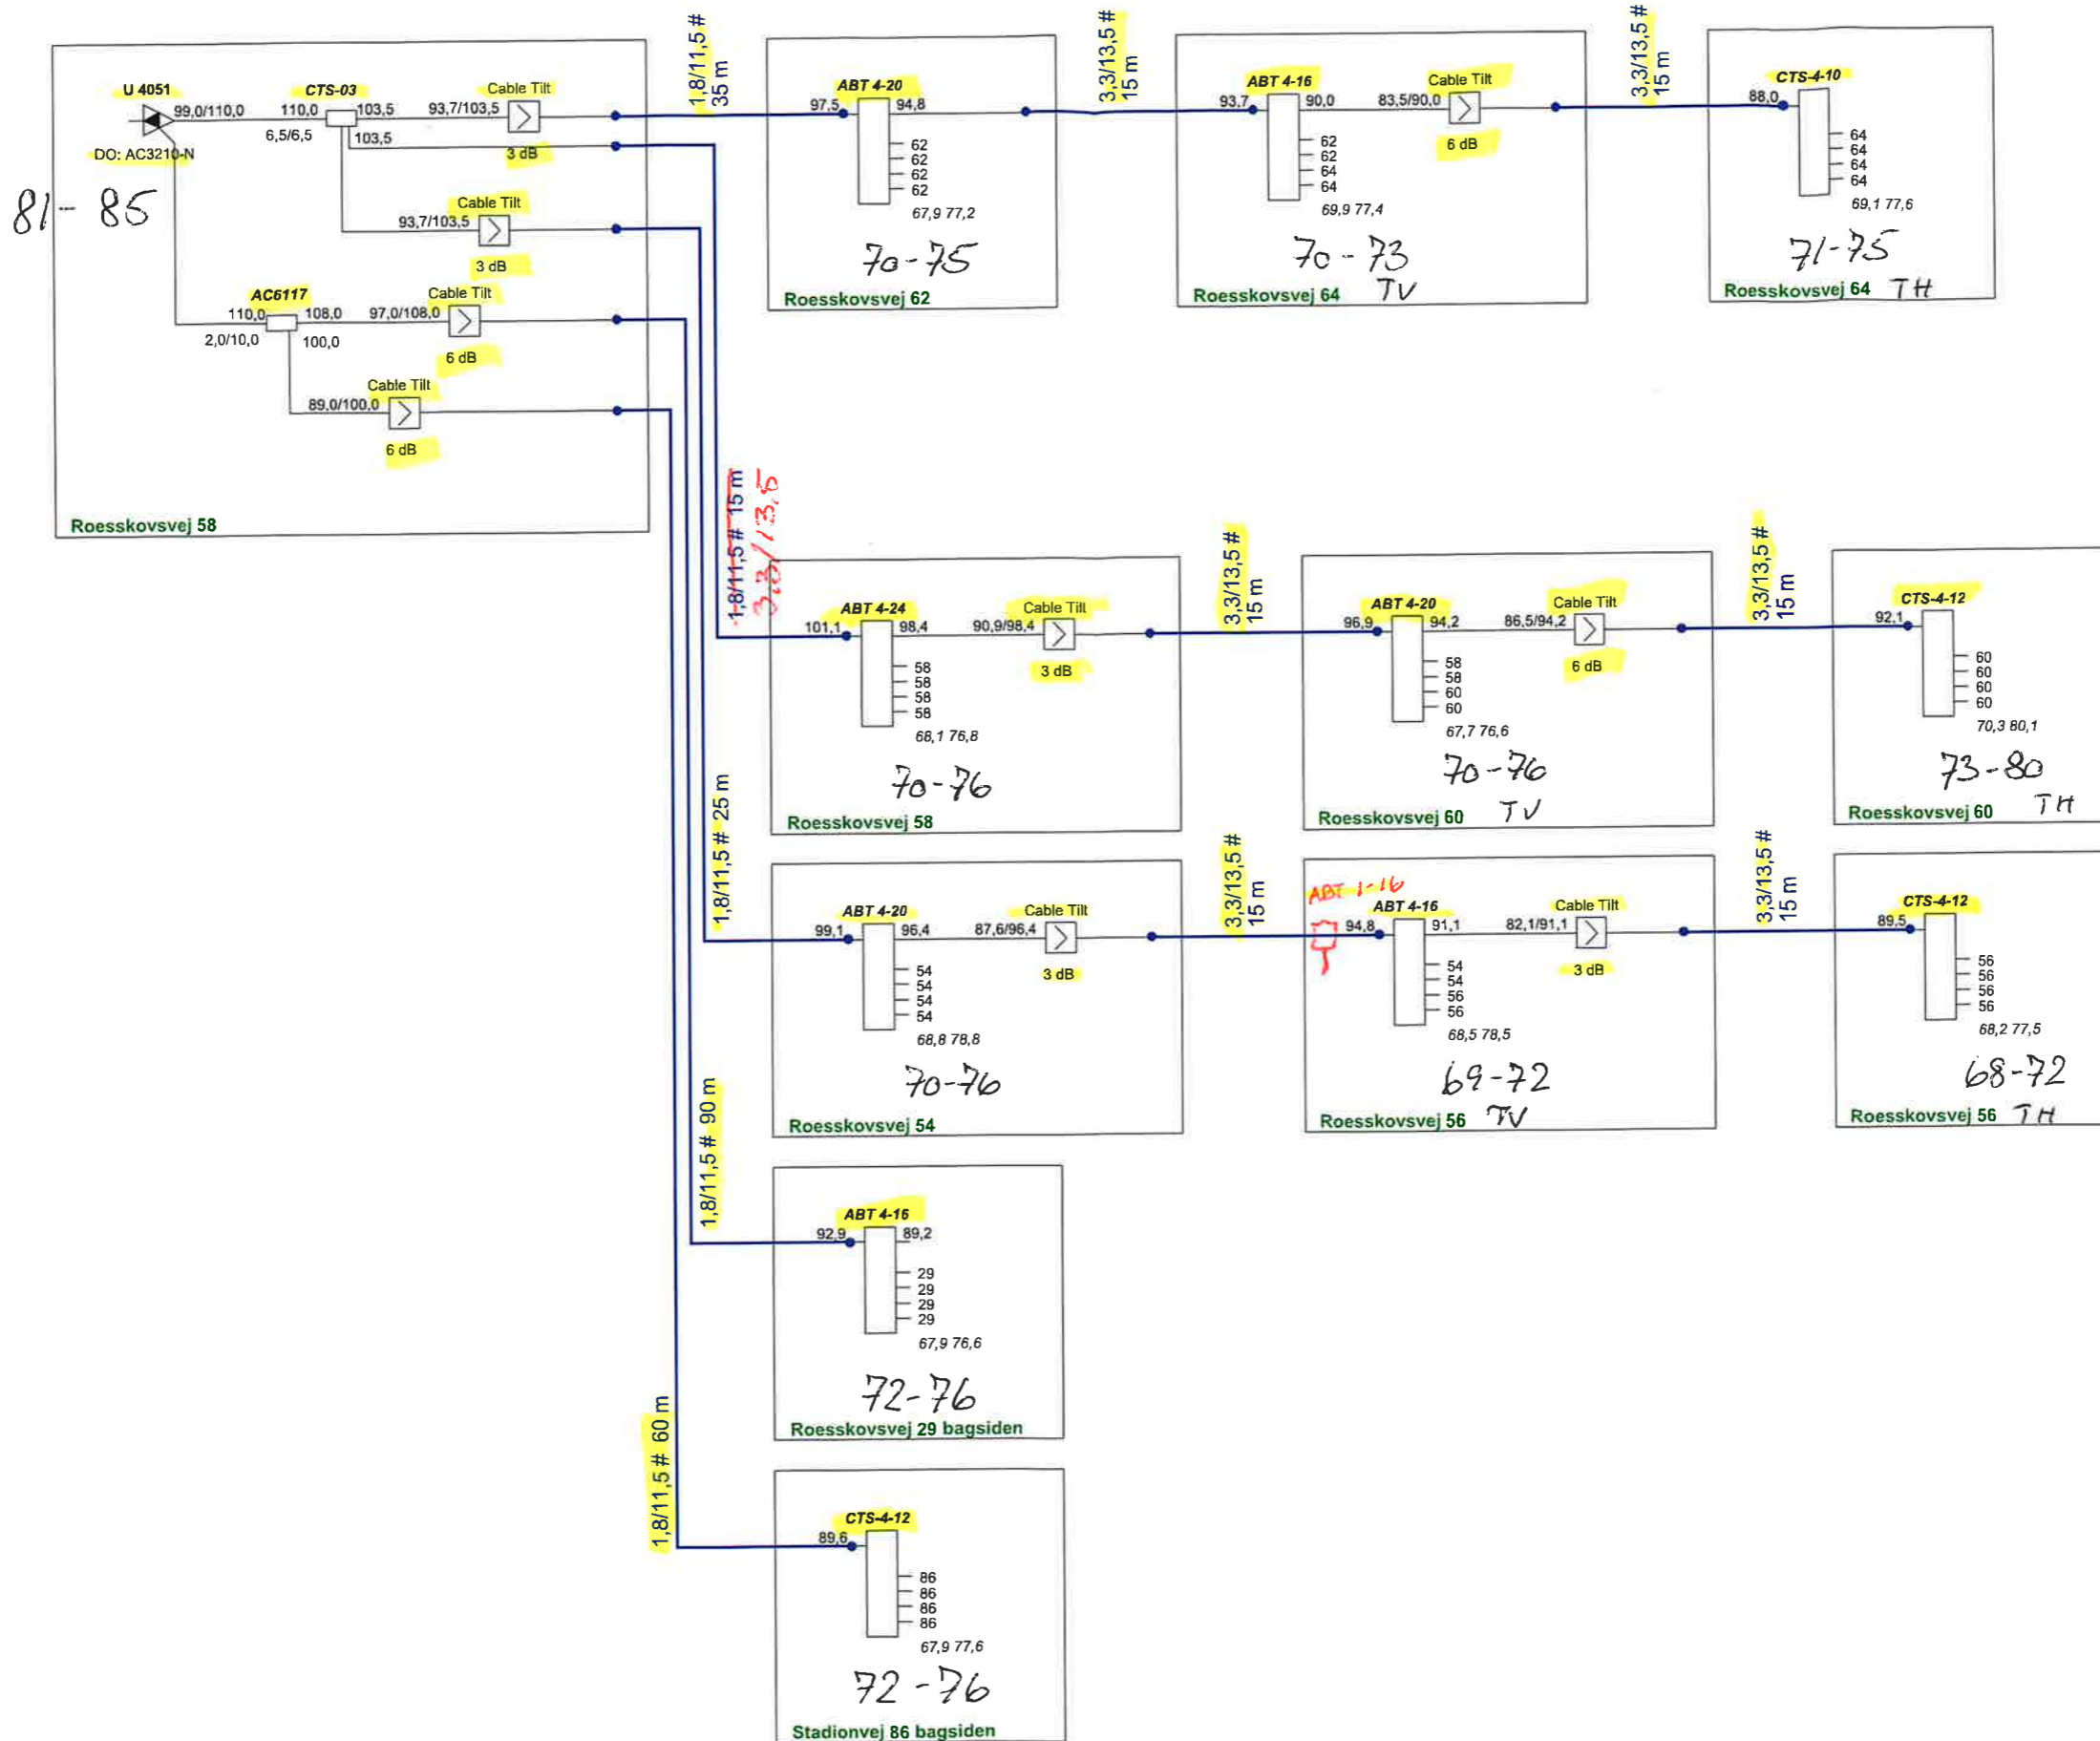 U 4051
99,0/110,0
DO: AC3210-N
81-85
CTS-03
110,0 103,5
6,5/6,5
103,5
93,7/103,5
Cable Tilt
3 dB
93,7/103,5
Cable Tilt
3 dB
AC6117
110,0 108,0
2,0/10,0
100,0
97,0/108,0
Cable Tilt
6 dB
89,0/100,0
Cable Tilt
6 dB
Roesskovsvej 58
1,8/11,5 #
35 m
ABT 4-20
97,5 94,8
62
62
62
62
67,9 77,2
70-75
Roesskovsvej 62
3,3/13,5 #
15 m
ABT 4-16
93,7 90,0
62
62
64
64
69,9 77,4
83,5/90,0
Cable Tilt
6 dB
70-73
Roesskovsvej 64 TV
3,3/13,5 #
15 m
CTS-4-10
88,0
64
64
64
64
69,1 77,6
71-75
Roesskovsvej 64 TH
1,8/11,5 # 15 m
3,3/13,5
ABT 4-24
101,1 98,4
58
58
58
58
68,1 76,8
90,9/98,4
Cable Tilt
3 dB
70-76
Roesskovsvej 58
3,3/13,5 #
15 m
ABT 4-20
96,9 94,2
58
58
60
60
67,7 76,6
86,5/94,2
Cable Tilt
6 dB
70-76
Roesskovsvej 60 TV
3,3/13,5 #
15 m
CTS-4-12
92,1
60
60
60
60
70,3 80,1
73-80
Roesskovsvej 60 TH
1,8/11,5 # 25 m
ABT 4-20
99,1 96,4
54
54
54
54
68,8 78,8
87,6/96,4
Cable Tilt
3 dB
70-76
Roesskovsvej 54
3,3/13,5 #
15 m
ABT 1-16
ABT 4-16
94,8 91,1
54
54
56
56
68,5 78,5
82,1/91,1
Cable Tilt
3 dB
69-72
Roesskovsvej 56 TV
3,3/13,5 #
15 m
CTS-4-12
89,5
56
56
56
56
68,2 77,5
68-72
Roesskovsvej 56 TH
1,8/11,5 # 90 m
ABT 4-16
92,9 89,2
29
29
29
29
67,9 76,6
72-76
Roesskovsvej 29 bagsiden
1,8/11,5 # 60 m
CTS-4-12
89,6
86
86
86
86
67,9 77,6
72-76
Stadionvej 86 bagsiden